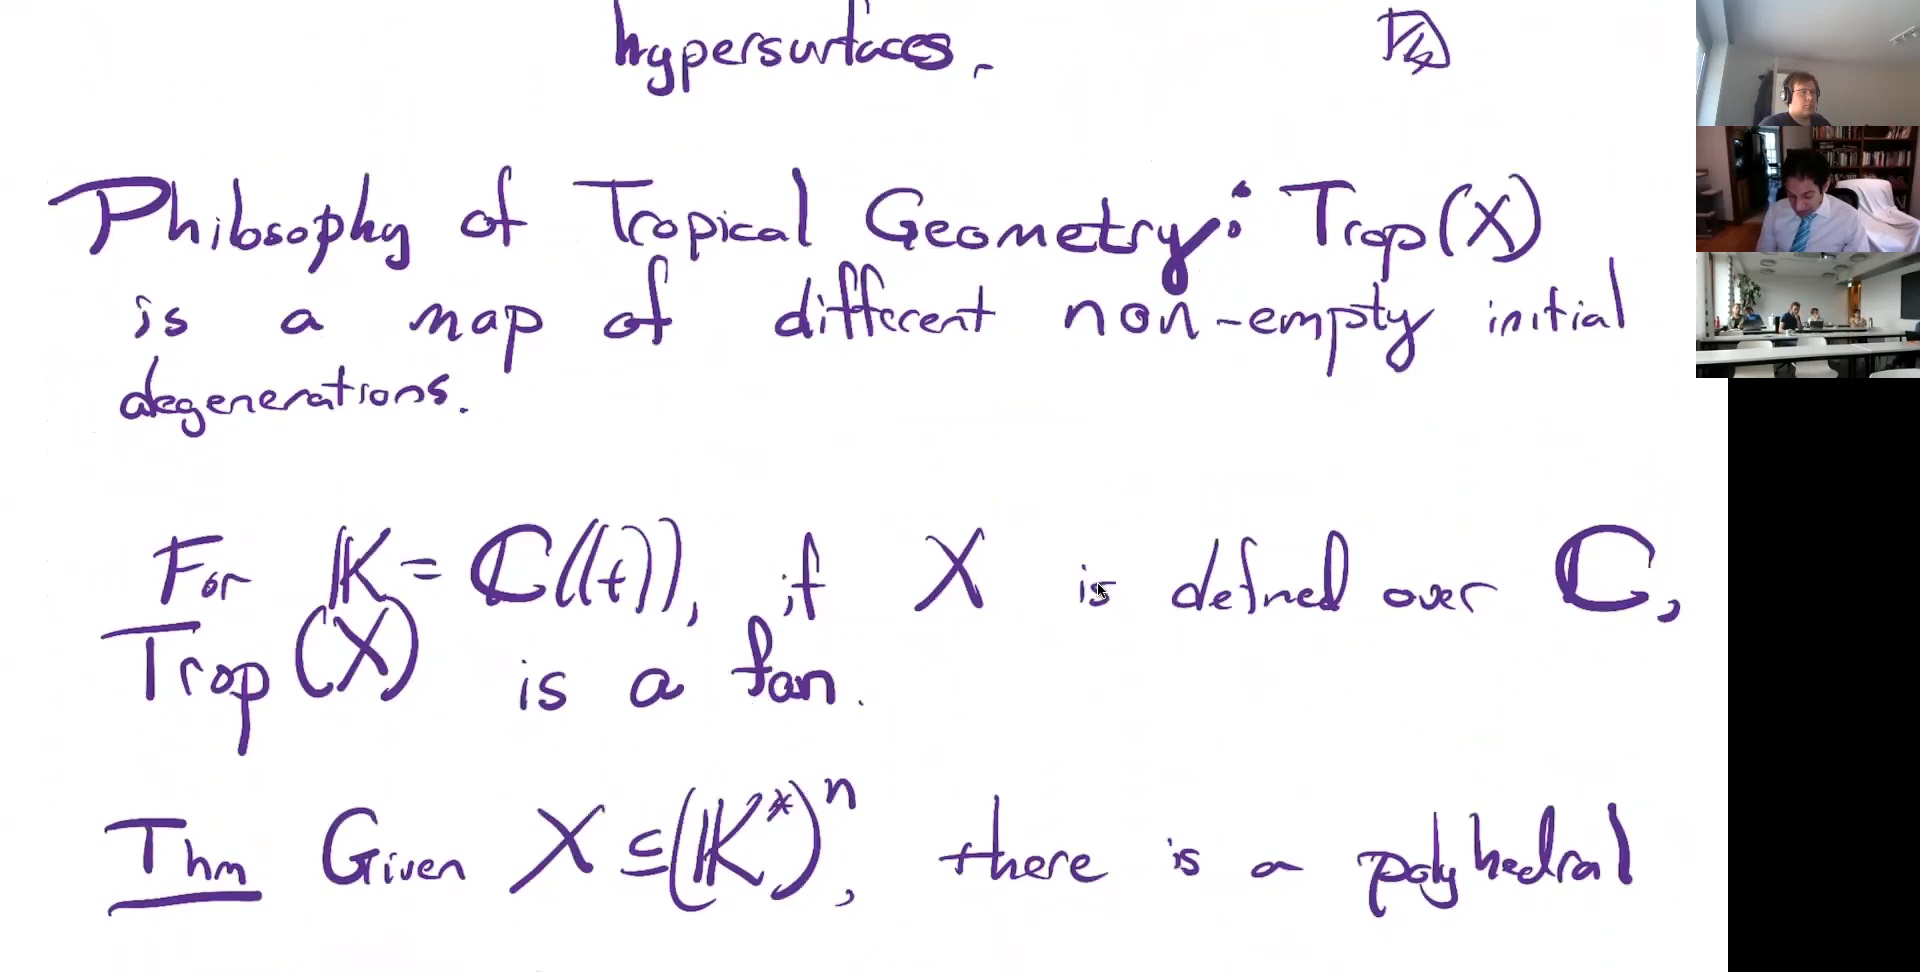 hypersurfaces.
Philosophy of Tropical Geometry: Trop(X)
is a map of different non-empty initial
degenerations.
For K = C((t)), if X is defined over C,
Trop(X) is a fan.
Thm Given X ⊆ (K*)ⁿ, there is a polyhedral